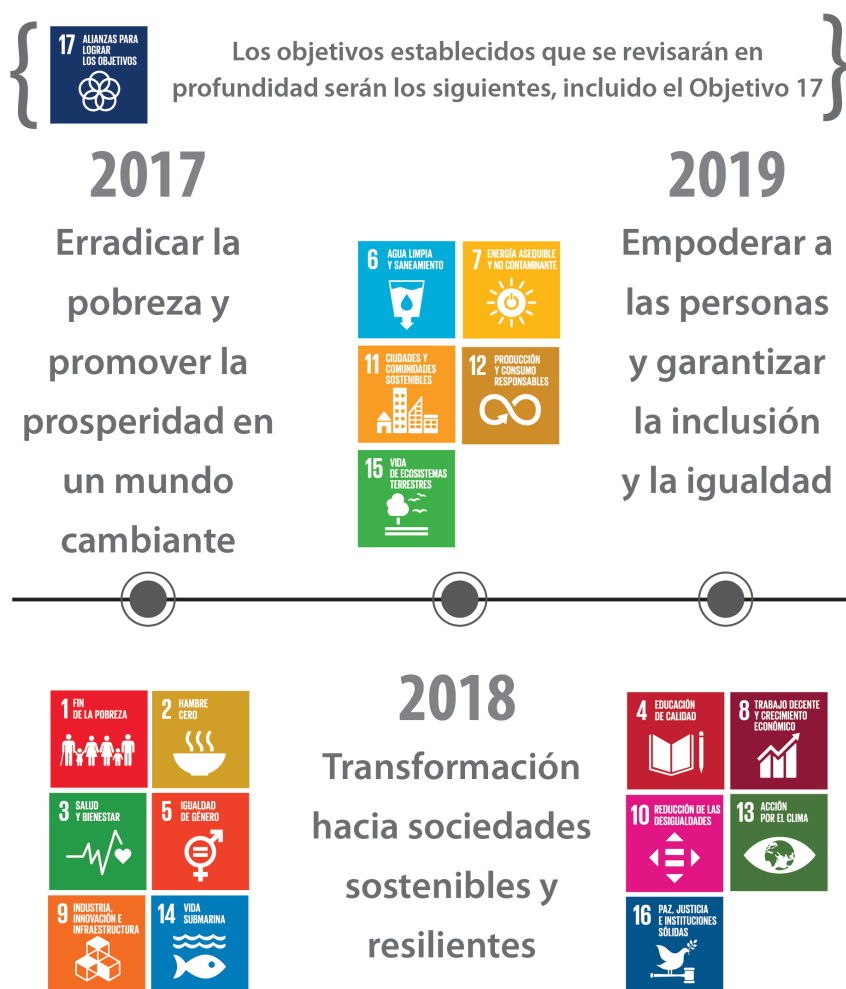 17 ALIANZAS PARA
LOGRAR
LOS OBJETIVOS
Los objetivos establecidos que se revisarán en
profundidad serán los siguientes, incluido el Objetivo 17
2017
Erradicar la
pobreza y
promover la
prosperidad en
un mundo
cambiante
6 AGUA LIMPIA
Y SANEAMIENTO
7 ENERGÍA ASEQUIBLE
Y NO CONTAMINANTE
11 CIUDADES Y
COMUNIDADES
SOSTENIBLES
12 PRODUCCIÓN
Y CONSUMO
RESPONSABLES
15 VIDA
DE ECOSISTEMAS
TERRESTRES
2019
Empoderar a
las personas
y garantizar
la inclusión
y la igualdad
1 FIN
DE LA POBREZA
2 HAMBRE
CERO
3 SALUD
Y BIENESTAR
5 IGUALDAD
DE GÉNERO
9 INDUSTRIA,
INNOVACIÓN E
INFRAESTRUCTURA
14 VIDA
SUBMARINA
2018
Transformación
hacia sociedades
sostenibles y
resilientes
4 EDUCACIÓN
DE CALIDAD
8 TRABAJO DECENTE
Y CRECIMIENTO
ECONÓMICO
10 REDUCCIÓN DE LAS
DESIGUALDADES
13 ACCIÓN
POR EL CLIMA
16 PAZ, JUSTICIA
E INSTITUCIONES
SÓLIDAS